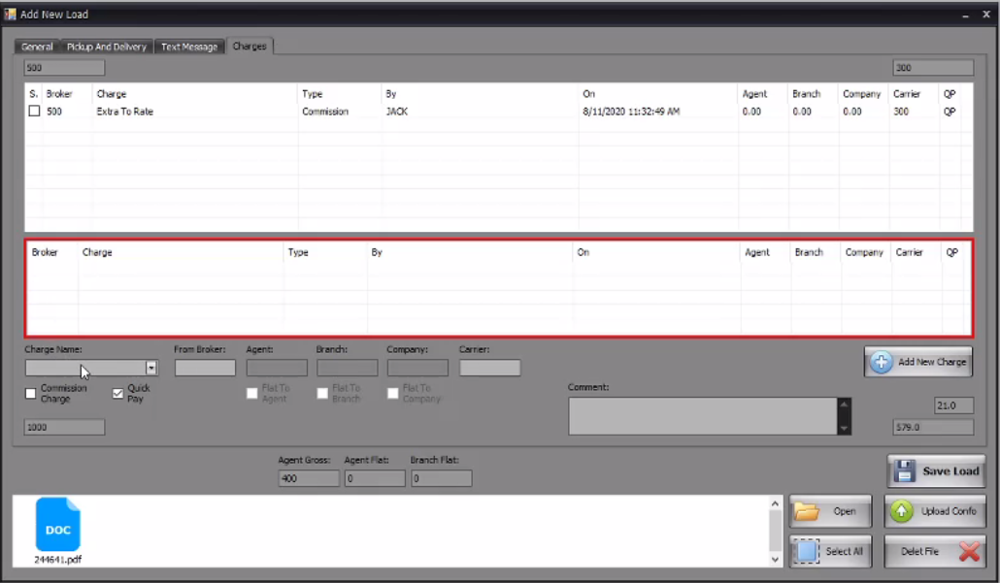 Add New Load
General Pickup And Delivery Text Message Charges
500 300
S. Broker Charge Type By On Agent Branch Company Carrier QP
500 Extra To Rate Commission JACK 8/11/2020 11:32:49 AM 0.00 0.00 0.00 300 QP
Broker Charge Type By On Agent Branch Company Carrier QP
Charge Name: From Broker: Agent: Branch: Company: Carrier:
Add New Charge
Commission Charge Quick Pay Flat To Agent Flat To Branch Flat To Company
Comment:
21.0
1000 579.0
Agent Gross: Agent Flat: Branch Flat:
400 0 0
Save Load
DOC
244641.pdf
Open Upload Confo
Select All Delet File